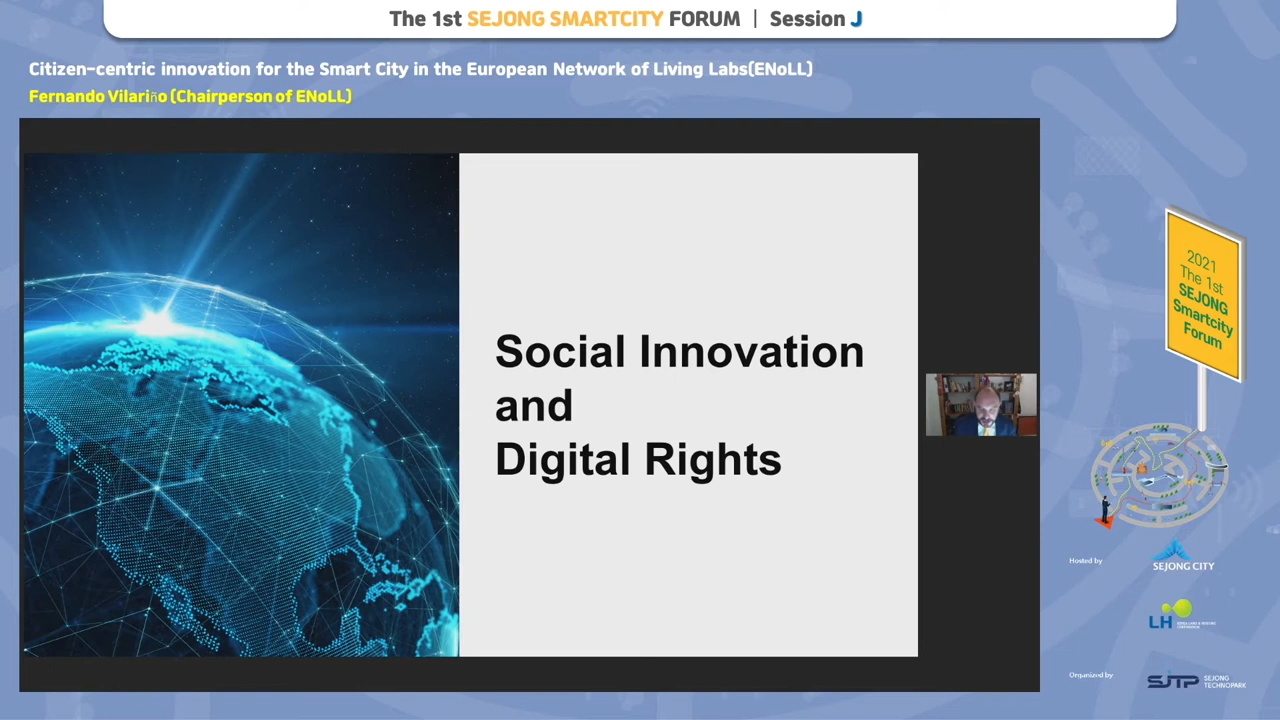 The 1st SEJONG SMARTCITY FORUM | Session J
Citizen-centric innovation for the Smart City in the European Network of Living Labs(ENoLL)
Fernando Vilariño (Chairperson of ENoLL)
Social Innovation
and
Digital Rights
2021
The 1st
SEJONG
Smartcity
Forum
Hosted by
SEJONG CITY
LH
Organized by
SJTP
SEJONG
TECHNOPARK